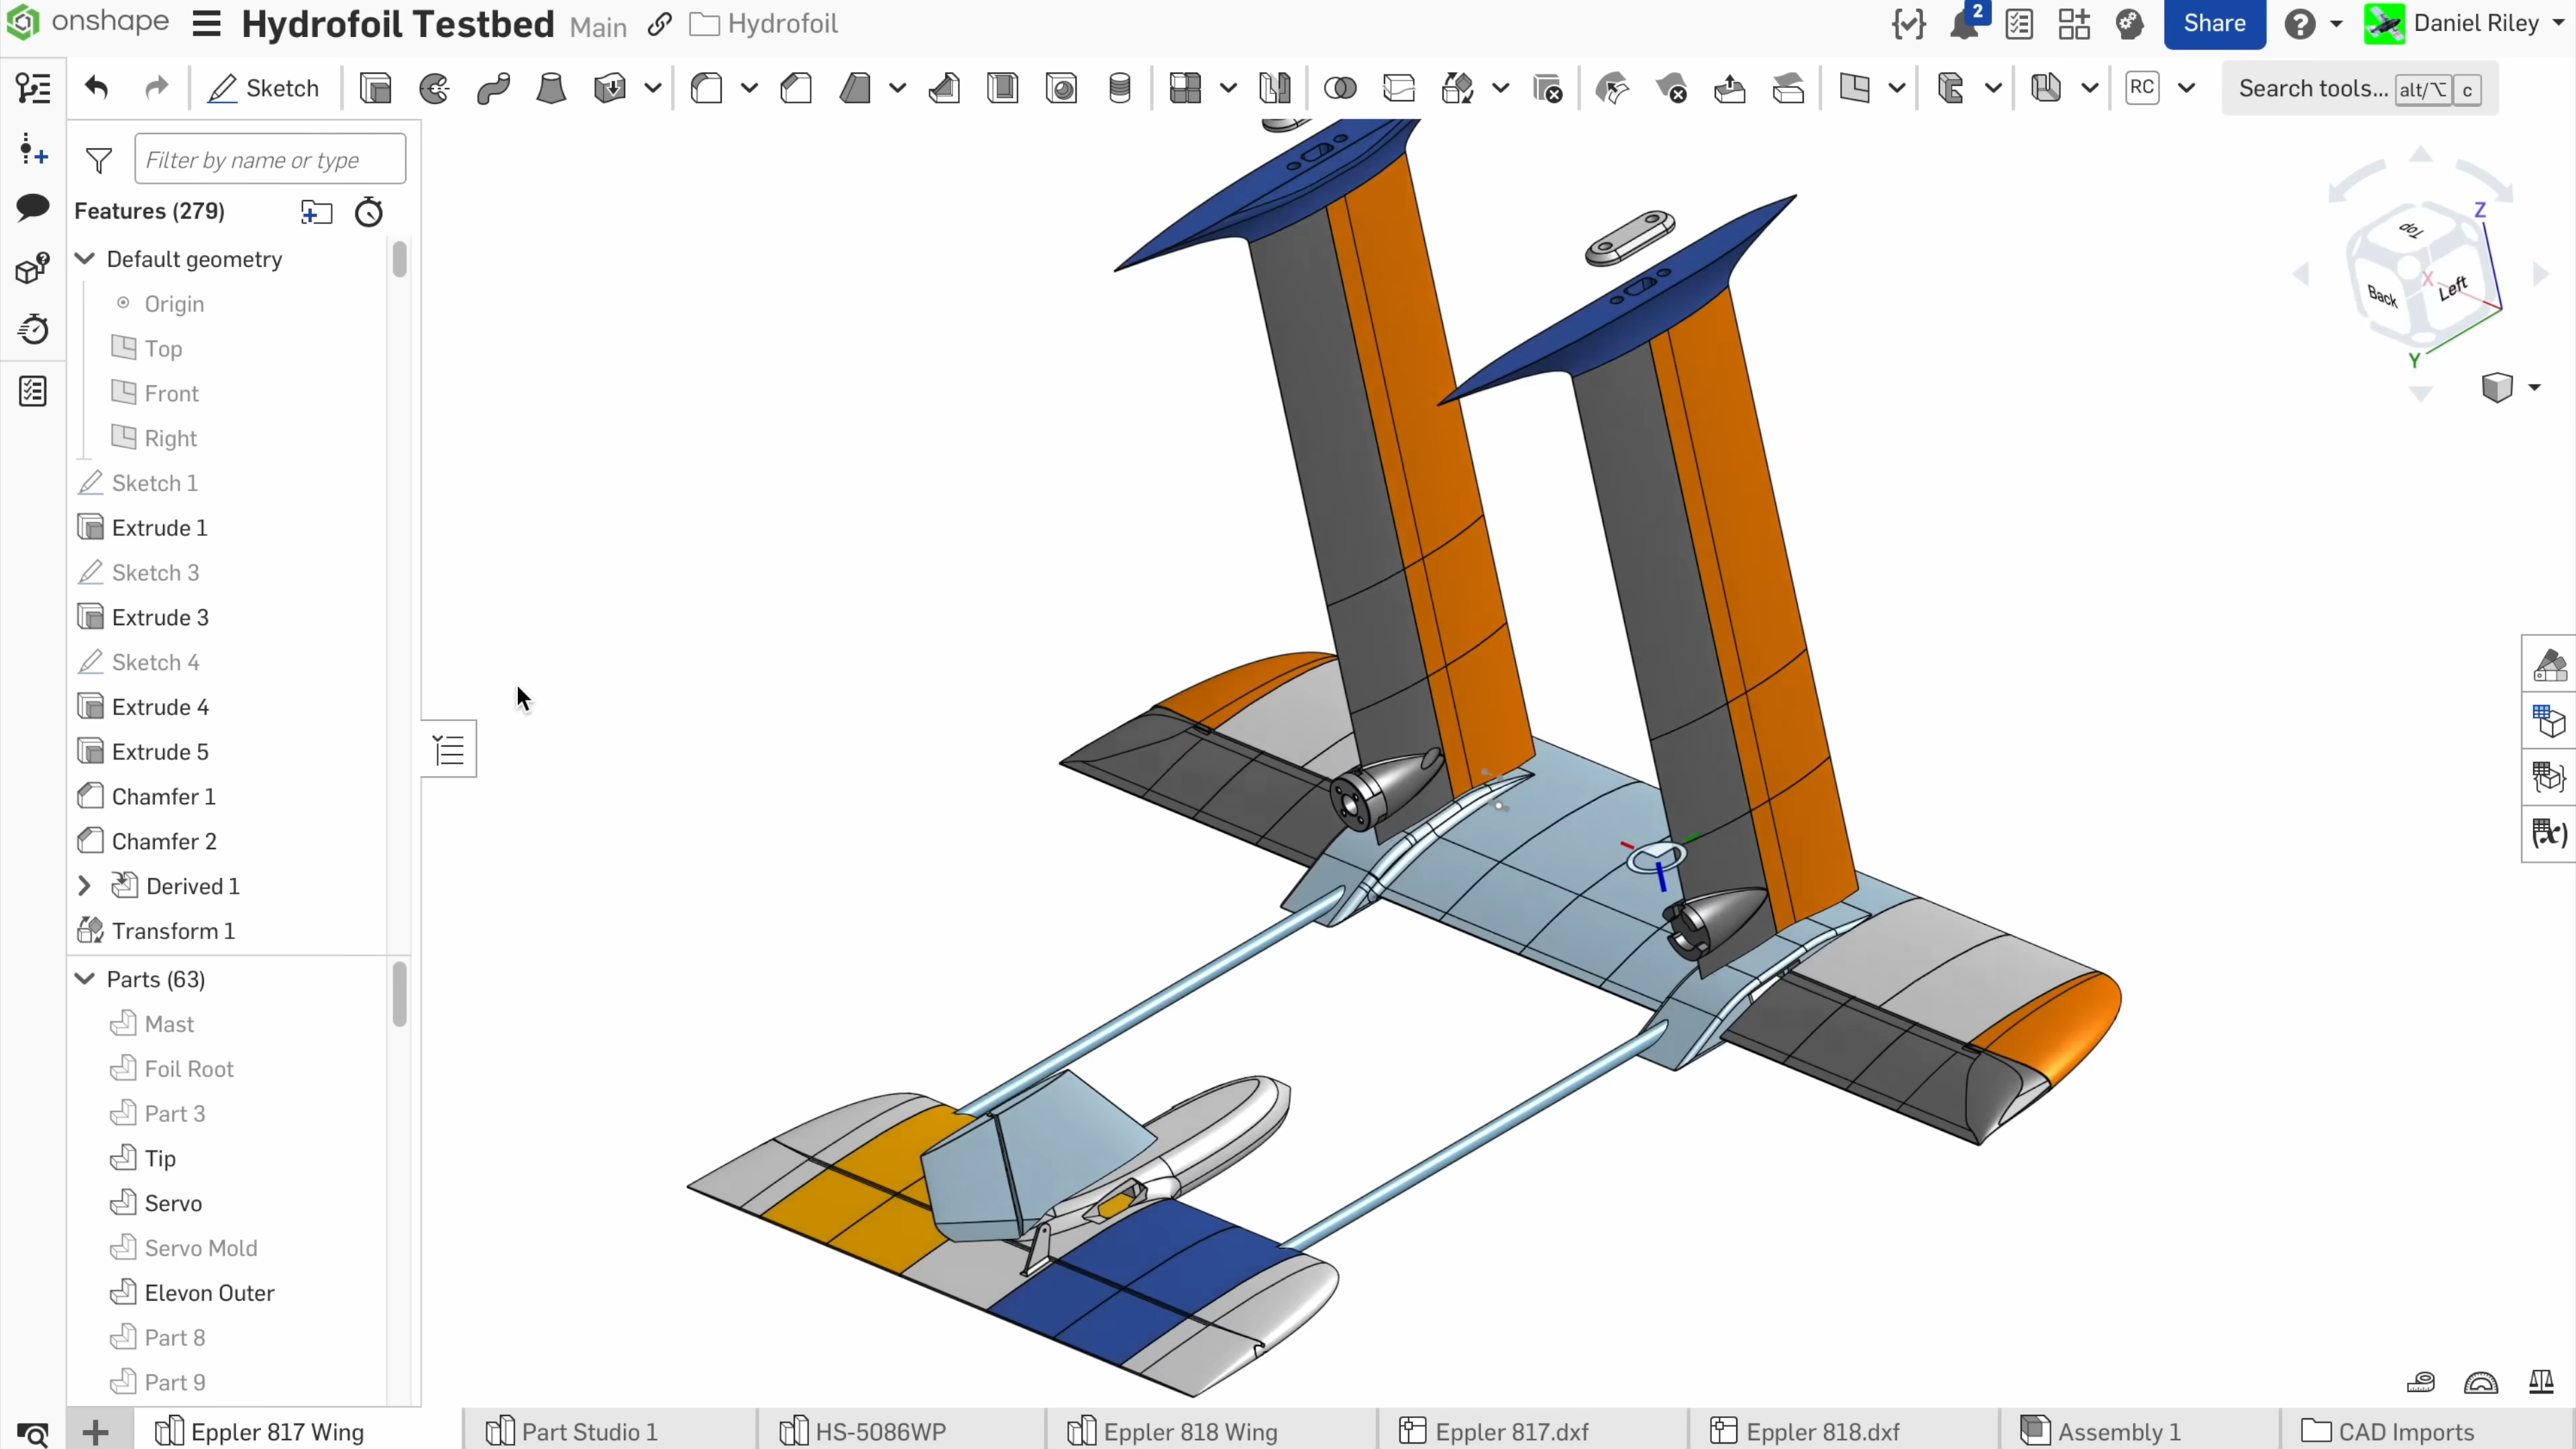 onshape Hydrofoil Testbed Main Hydrofoil 2 Share Daniel Riley
Sketch RC Search tools... alt/⌥ c
Filter by name or type
Features (279)
Default geometry
Origin
Top
Front
Right
Sketch 1
Extrude 1
Sketch 3
Extrude 3
Sketch 4
Extrude 4
Extrude 5
Chamfer 1
Chamfer 2
Derived 1
Transform 1
Parts (63)
Mast
Foil Root
Part 3
Tip
Servo
Servo Mold
Elevon Outer
Part 8
Part 9
Z
Top
X
Back
Left
Y
(x)
Eppler 817 Wing Part Studio 1 HS-5086WP Eppler 818 Wing Eppler 817.dxf Eppler 818.dxf Assembly 1 CAD Imports